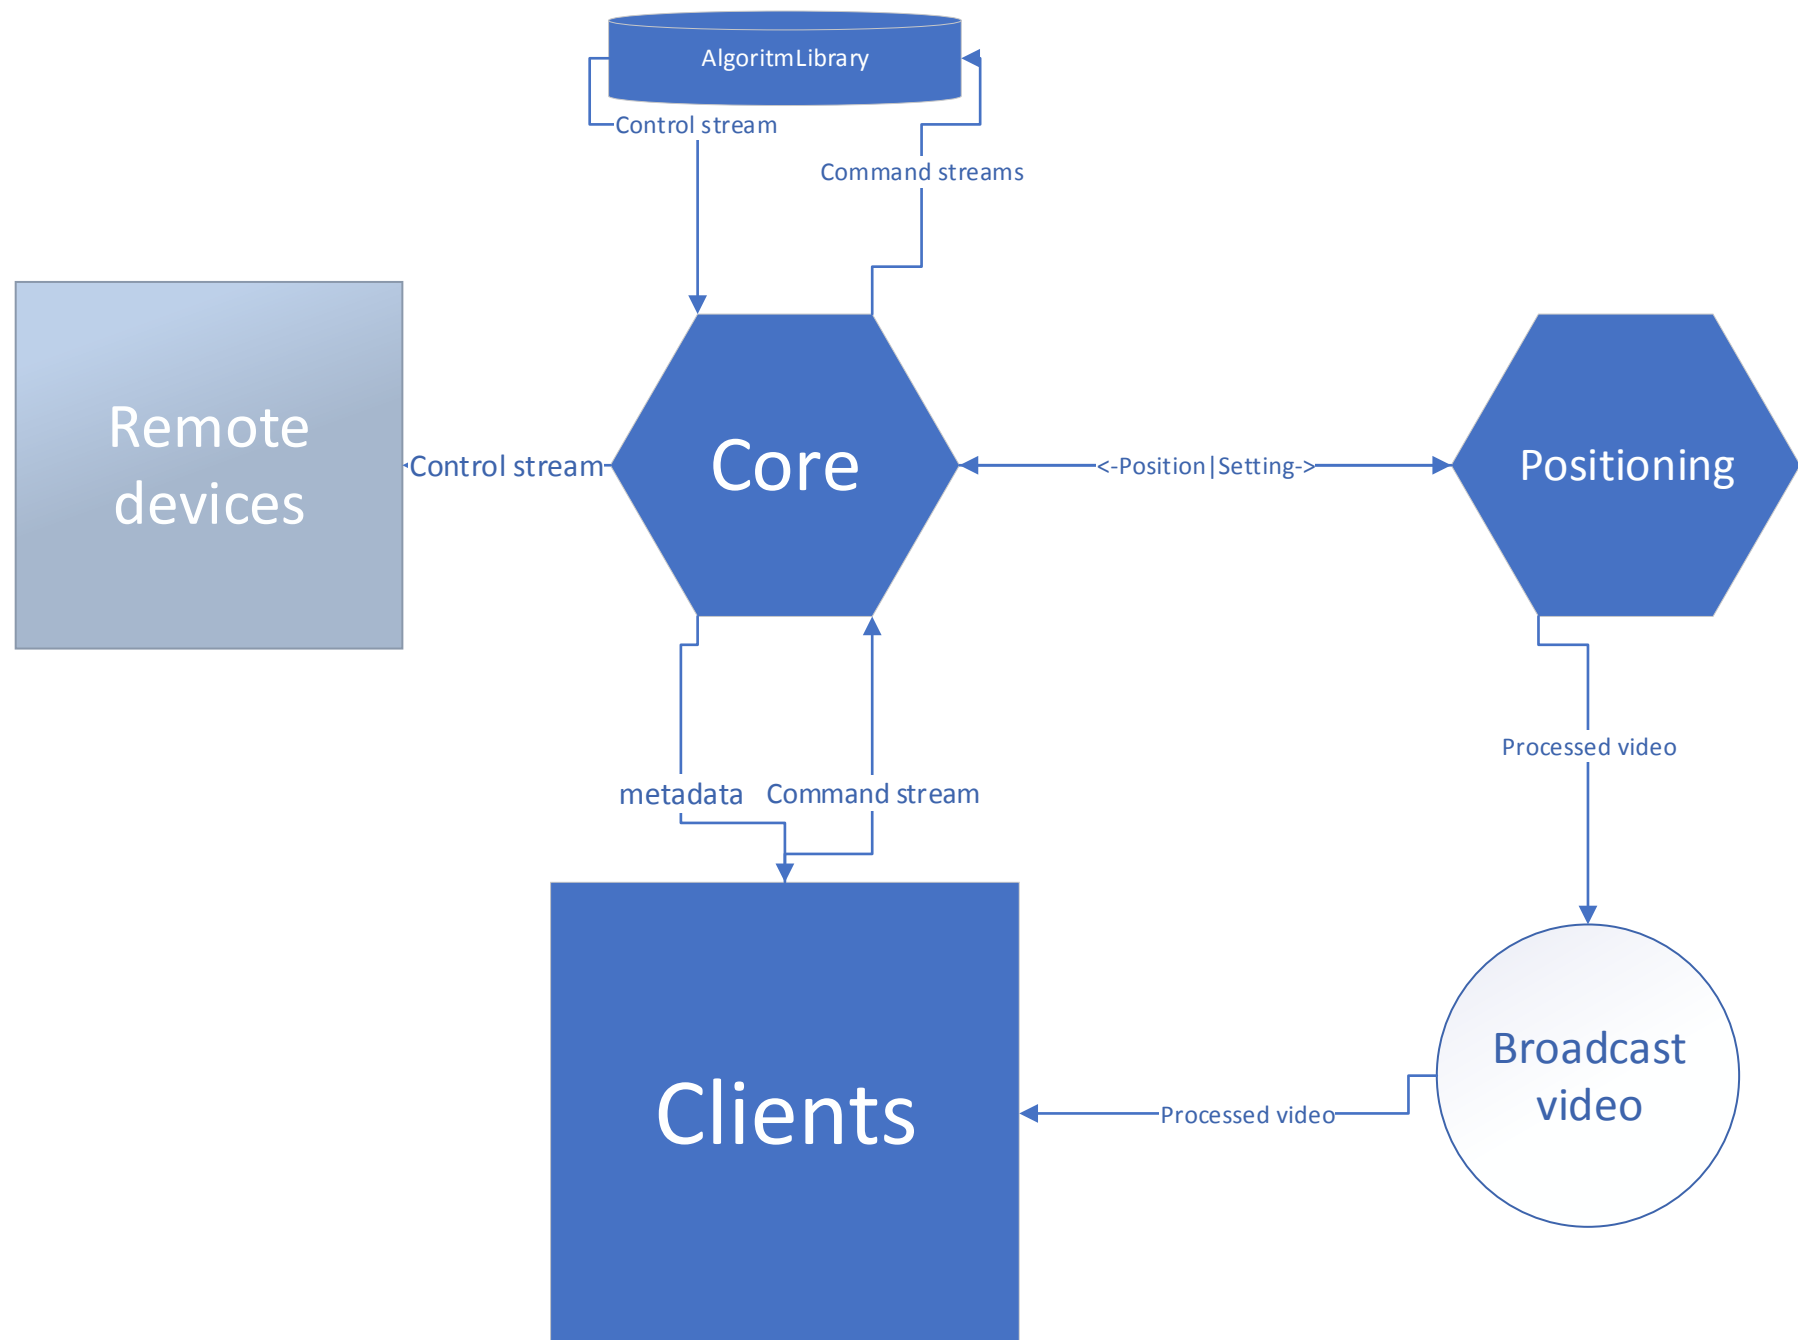 AlgoritmLibrary
Control stream
Command streams
Remote
devices
Control stream
Core
<-Position|Setting->
Positioning
Processed video
metadata
Command stream
Broadcast
video
Clients
Processed video